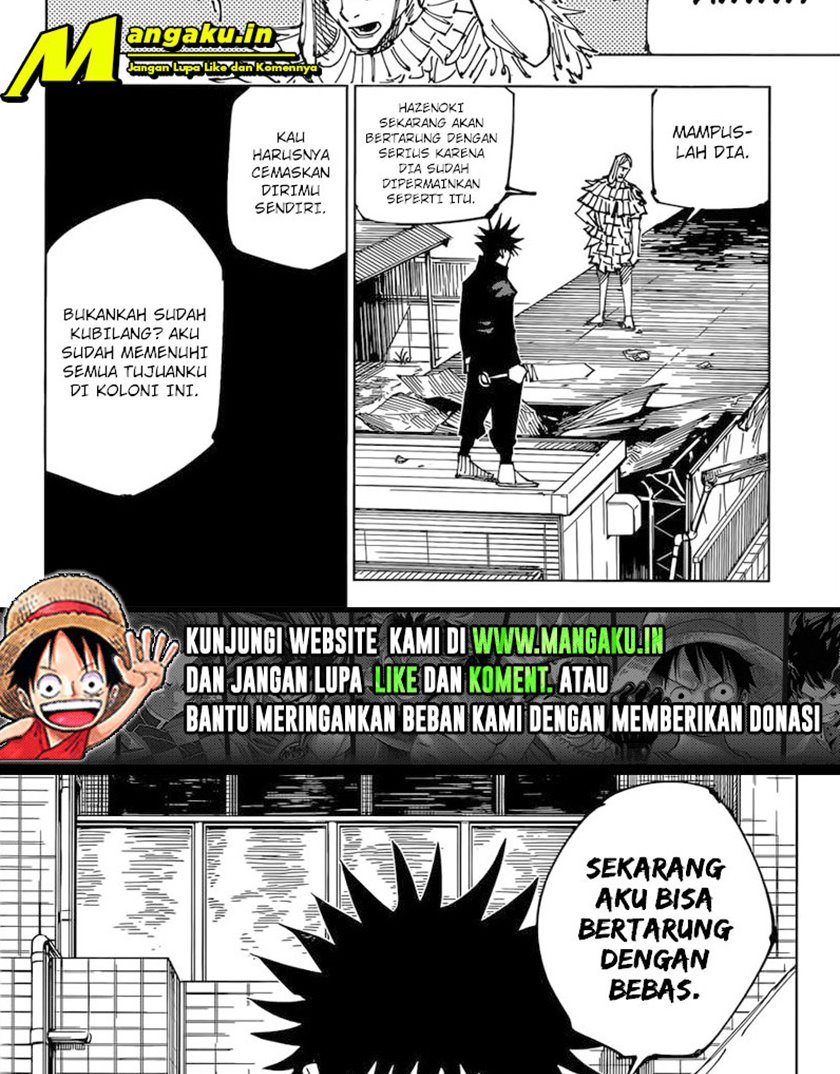 Mangaku.in
Jangan Lupa Like dan Komennya
MAMPUS-
LAH DIA.
HAZENOKI
SEKARANG AKAN
BERTARUNG DENGAN
SERIUS KARENA
DIA SUDAH
DIPERMAINKAN
SEPERTI ITU.
KAU
HARUSNYA
CEMASKAN
DIRIMU
SENDIRI.
BUKANKAH SUDAH
KUBILANG? AKU
SUDAH MEMENUHI
SEMUA TUJUANKU
DI KOLONI INI.
KUNJUNGI WEBSITE KAMI DI WWW.MANGAKU.IN
DAN JANGAN LUPA LIKE DAN KOMENT. ATAU
BANTU MERINGANKAN BEBAN KAMI DENGAN MEMBERIKAN DONASI
SEKARANG
AKU BISA
BERTARUNG
DENGAN
BEBAS.